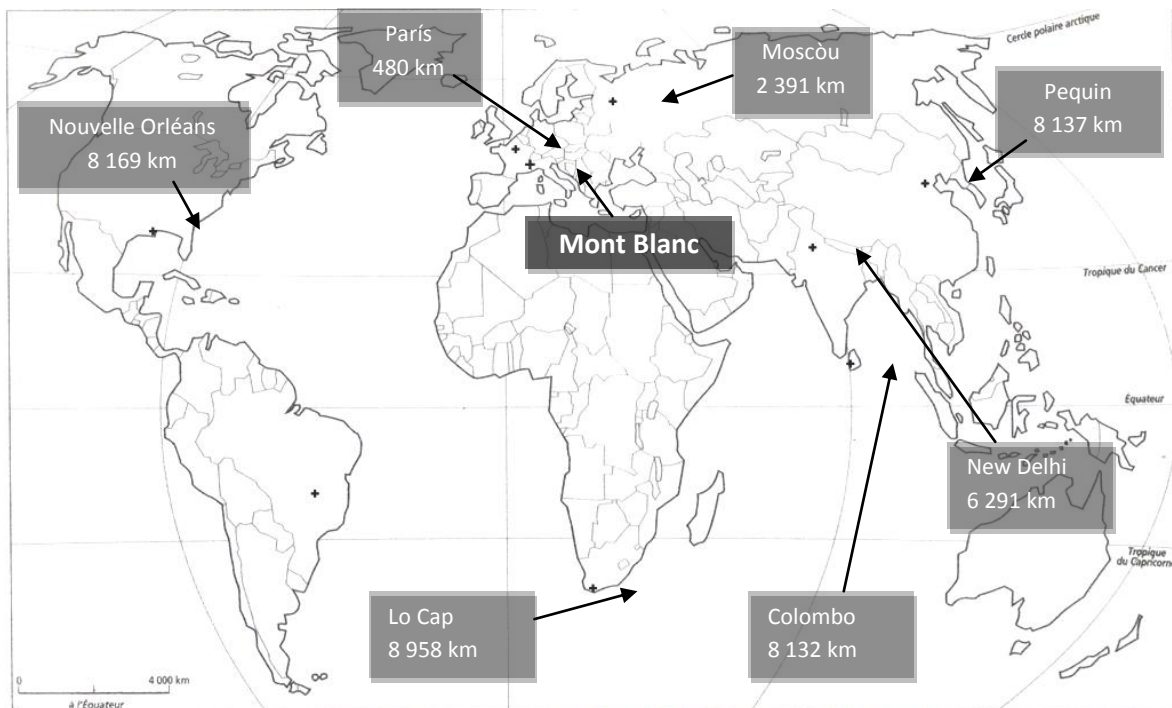 Cercle polaire arctique
París
480 km
Moscòu
2 391 km
Pequin
8 137 km
Nouvelle Orléans
8 169 km
Mont Blanc
Tropique du Cancer
Équateur
New Delhi
6 291 km
Tropique
du Capricorne
Lo Cap
8 958 km
Colombo
8 132 km
0
4 000 km
à l'Équateur